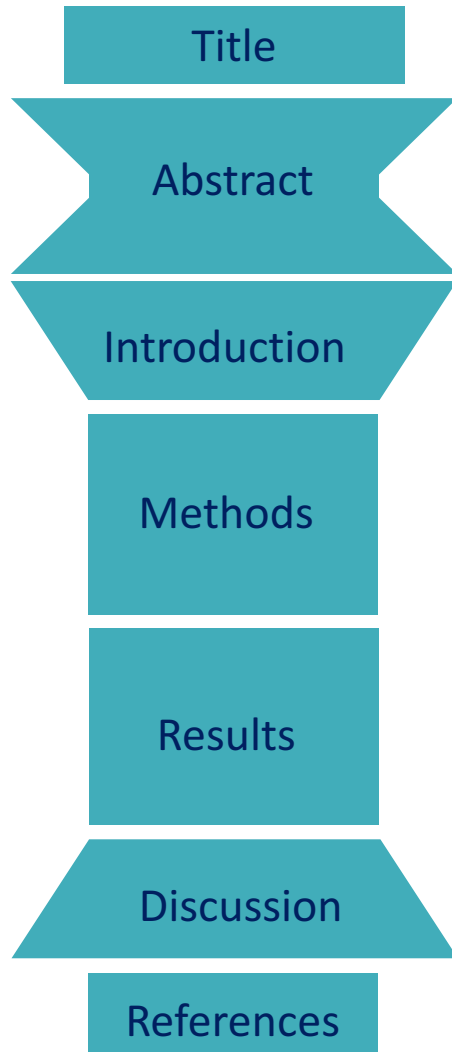 Title
Abstract
Introduction
Methods
Results
Discussion
References